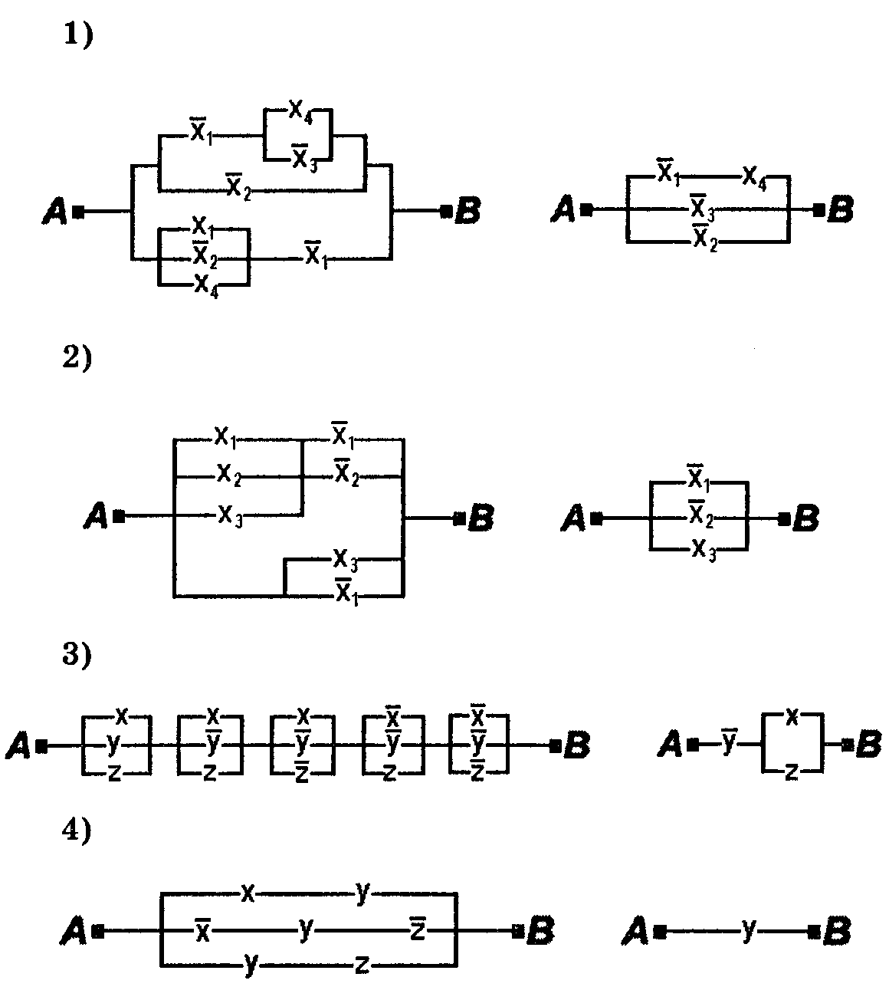 1)
x₄
x̄₁
x̄₃
x̄₂
A B
x₁
x̄₂ x̄₁
x₄
x̄₁ x₄
A x̄₃ B
x̄₂
2)
x₁ x̄₁
x₂ x̄₂
A x₃ B
x₃
x̄₁
x̄₁
A x̄₂ B
x₃
3)
x x x x̄ x̄
A y ȳ ȳ ȳ ȳ B
z z z̄ z z̄
x
A ȳ B
z
4)
x y
A x̄ y z̄ B
y z
A y B